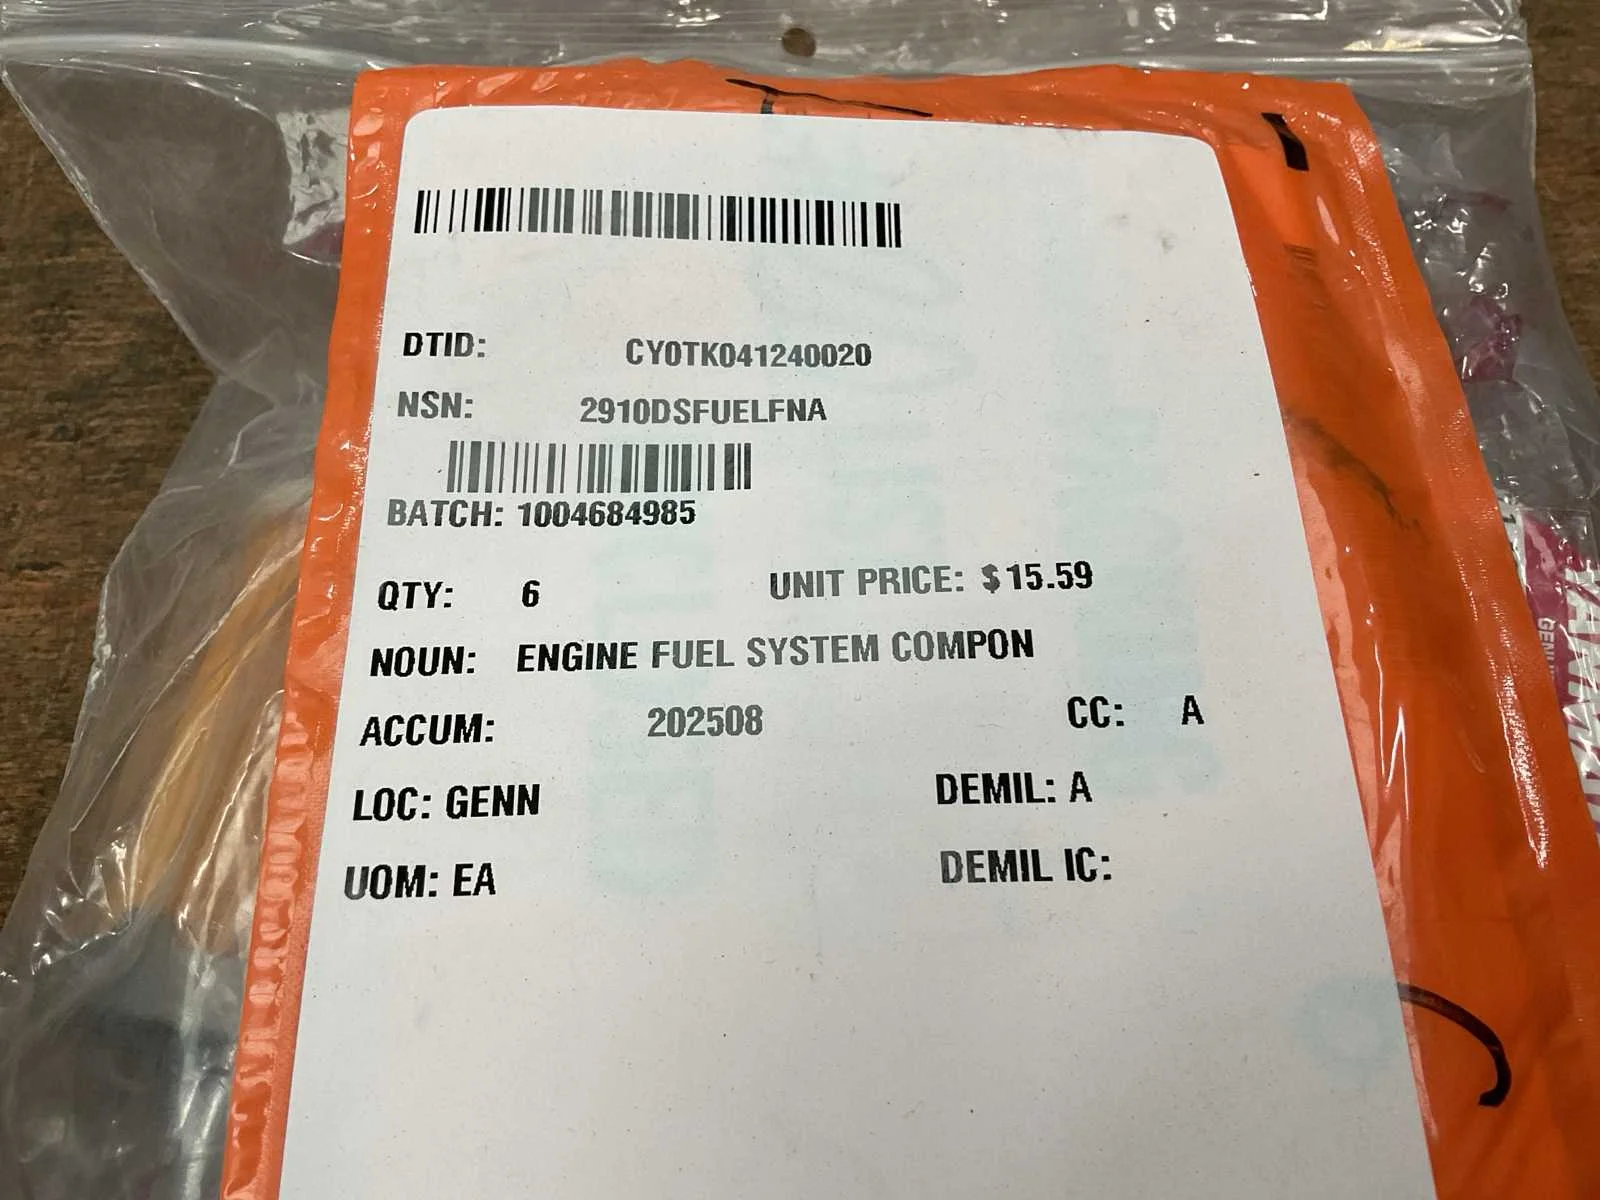 DTID: CY0TK041240020
NSN: 2910DSFUELFNA
BATCH: 1004684985
QTY: 6 UNIT PRICE: $15.59
NOUN: ENGINE FUEL SYSTEM COMPON
ACCUM: 202508 CC: A
LOC: GENN DEMIL: A
UOM: EA DEMIL IC: